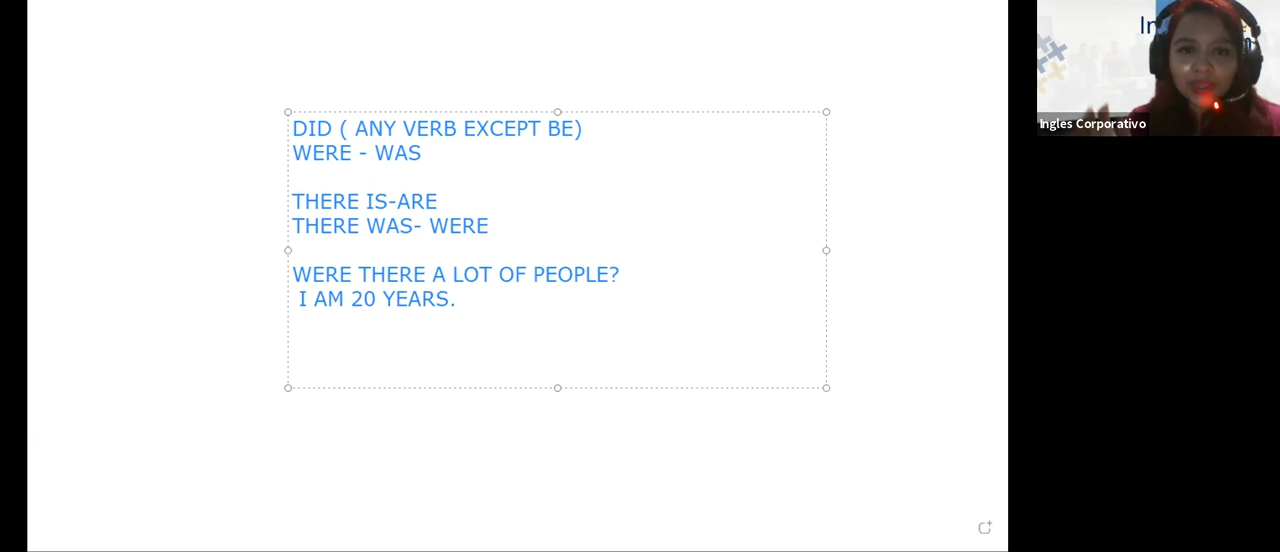 DID ( ANY VERB EXCEPT BE)
WERE - WAS
THERE IS-ARE
THERE WAS- WERE
WERE THERE A LOT OF PEOPLE?
I AM 20 YEARS.
Ingles Corporativo